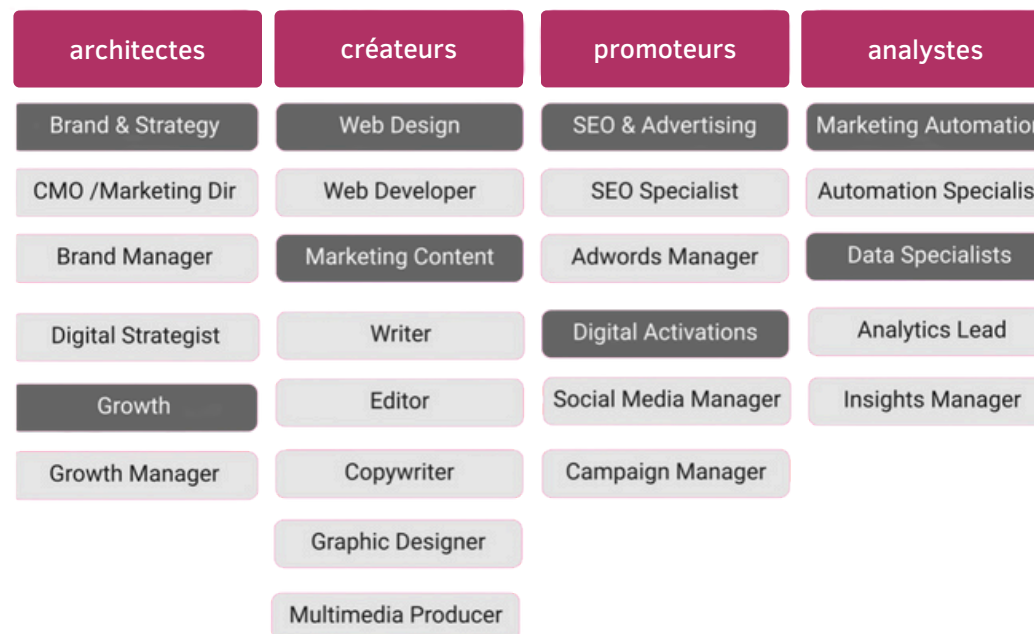 architectes
Brand & Strategy
CMO /Marketing Dir
Brand Manager
Digital Strategist
Growth
Growth Manager
créateurs
Web Design
Web Developer
Marketing Content
Writer
Editor
Copywriter
Graphic Designer
Multimedia Producer
promoteurs
SEO & Advertising
SEO Specialist
Adwords Manager
Digital Activations
Social Media Manager
Campaign Manager
analystes
Marketing Automation
Automation Specialis
Data Specialists
Analytics Lead
Insights Manager